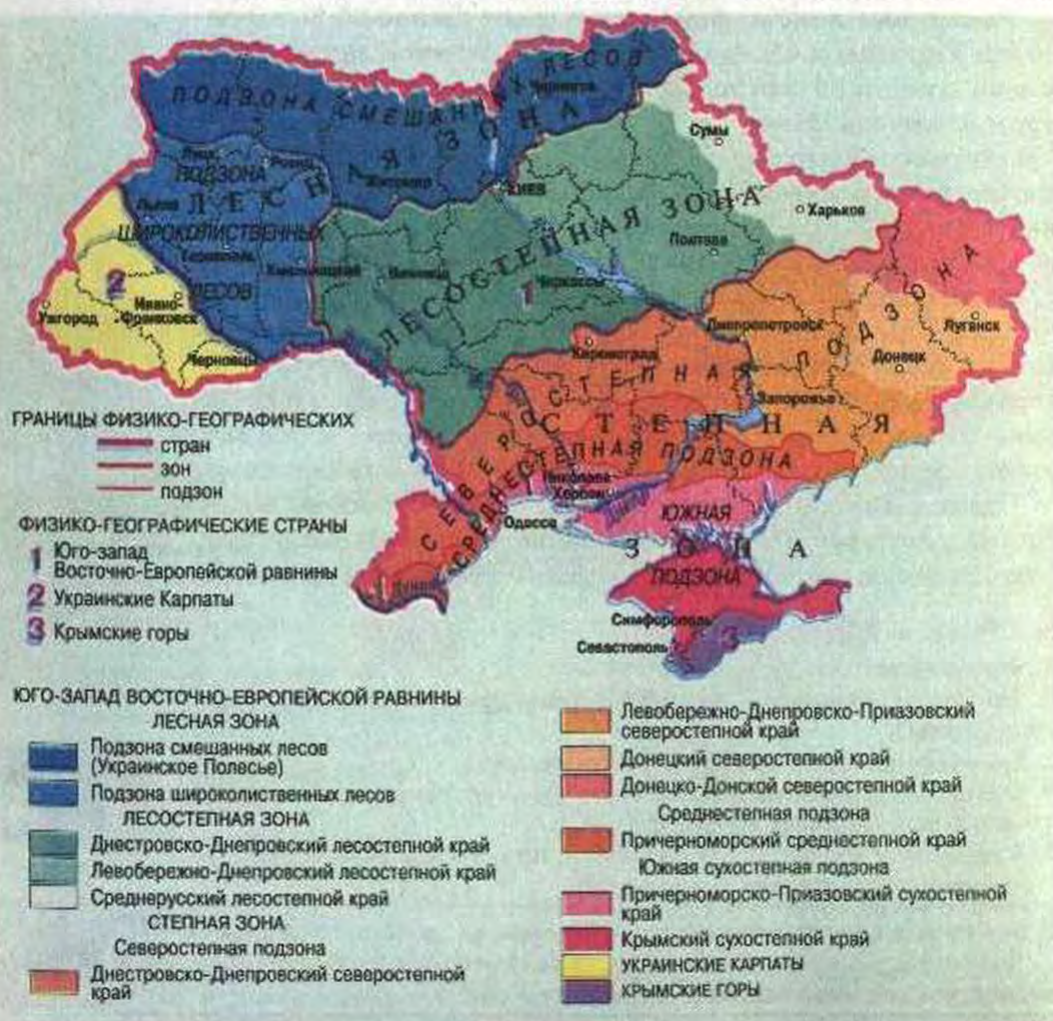 ПОДЗОНА СМЕШАННЫХ ЛЕСОВ
Чернигов
ЛЕСНАЯ ЗОНА
Сумы
Луцк
Ровно
ПОДЗОНА
Житомир
КИЕВ
Львов
ШИРОКОЛИСТВЕННЫХ
Харьков
ЛЕСОСТЕПНАЯ ЗОНА
Полтава
Тернополь
Хмельницкий
Винница
Черкассы
ЛЕСОВ
1
2
Ужгород
Ивано-
Франковск
Черновцы
Кировоград
Днепропетровск
ПОДЗОНА
Луганск
Донецк
Запорожье
СЕВЕРОСТЕПНАЯ
СТЕПНАЯ
СРЕДНЕСТЕПНАЯ ПОДЗОНА
Николаев
Херсон
Днепр
Одесса
ЮЖНАЯ
ЗОНА
Дунай
ПОДЗОНА
Симферополь
3
Севастополь
ГРАНИЦЫ ФИЗИКО-ГЕОГРАФИЧЕСКИХ
стран
зон
подзон
ФИЗИКО-ГЕОГРАФИЧЕСКИЕ СТРАНЫ
1 Юго-запад
Восточно-Европейской равнины
2 Украинские Карпаты
3 Крымские горы
ЮГО-ЗАПАД ВОСТОЧНО-ЕВРОПЕЙСКОЙ РАВНИНЫ
ЛЕСНАЯ ЗОНА
Подзона смешанных лесов
(Украинское Полесье)
Подзона широколиственных лесов
ЛЕСОСТЕПНАЯ ЗОНА
Днестровско-Днепровский лесостепной край
Левобережно-Днепровский лесостепной край
Среднерусский лесостепной край
СТЕПНАЯ ЗОНА
Северостепная подзона
Днестровско-Днепровский северостепной
край
Левобережно-Днепровско-Приазовский
северостепной край
Донецкий северостепной край
Донецко-Донской северостепной край
Среднестепная подзона
Причерноморский среднестепной край
Южная сухостепная подзона
Причерноморско-Приазовский сухостепной
край
Крымский сухостепной край
УКРАИНСКИЕ КАРПАТЫ
КРЫМСКИЕ ГОРЫ